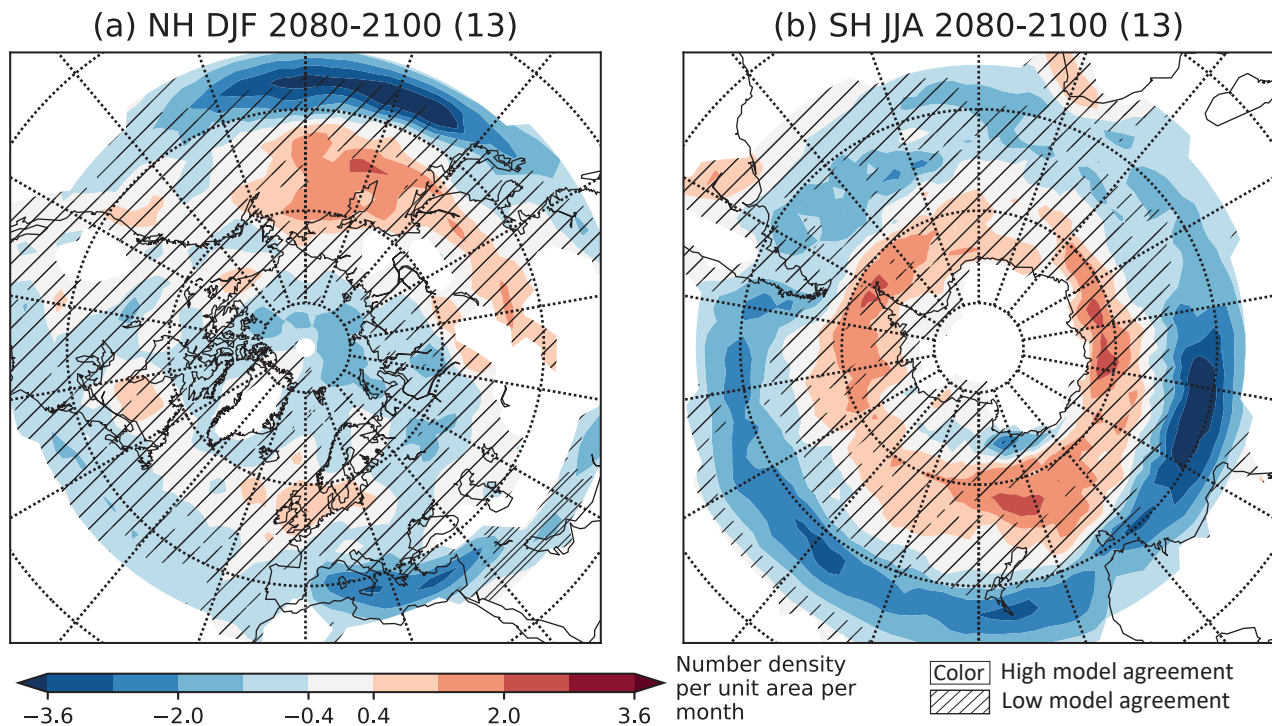 (a) NH DJF 2080-2100 (13)
(b) SH JJA 2080-2100 (13)
−3.6 −2.0 −0.4 0.4 2.0 3.6
Number density
per unit area per
month
Color High model agreement
Low model agreement